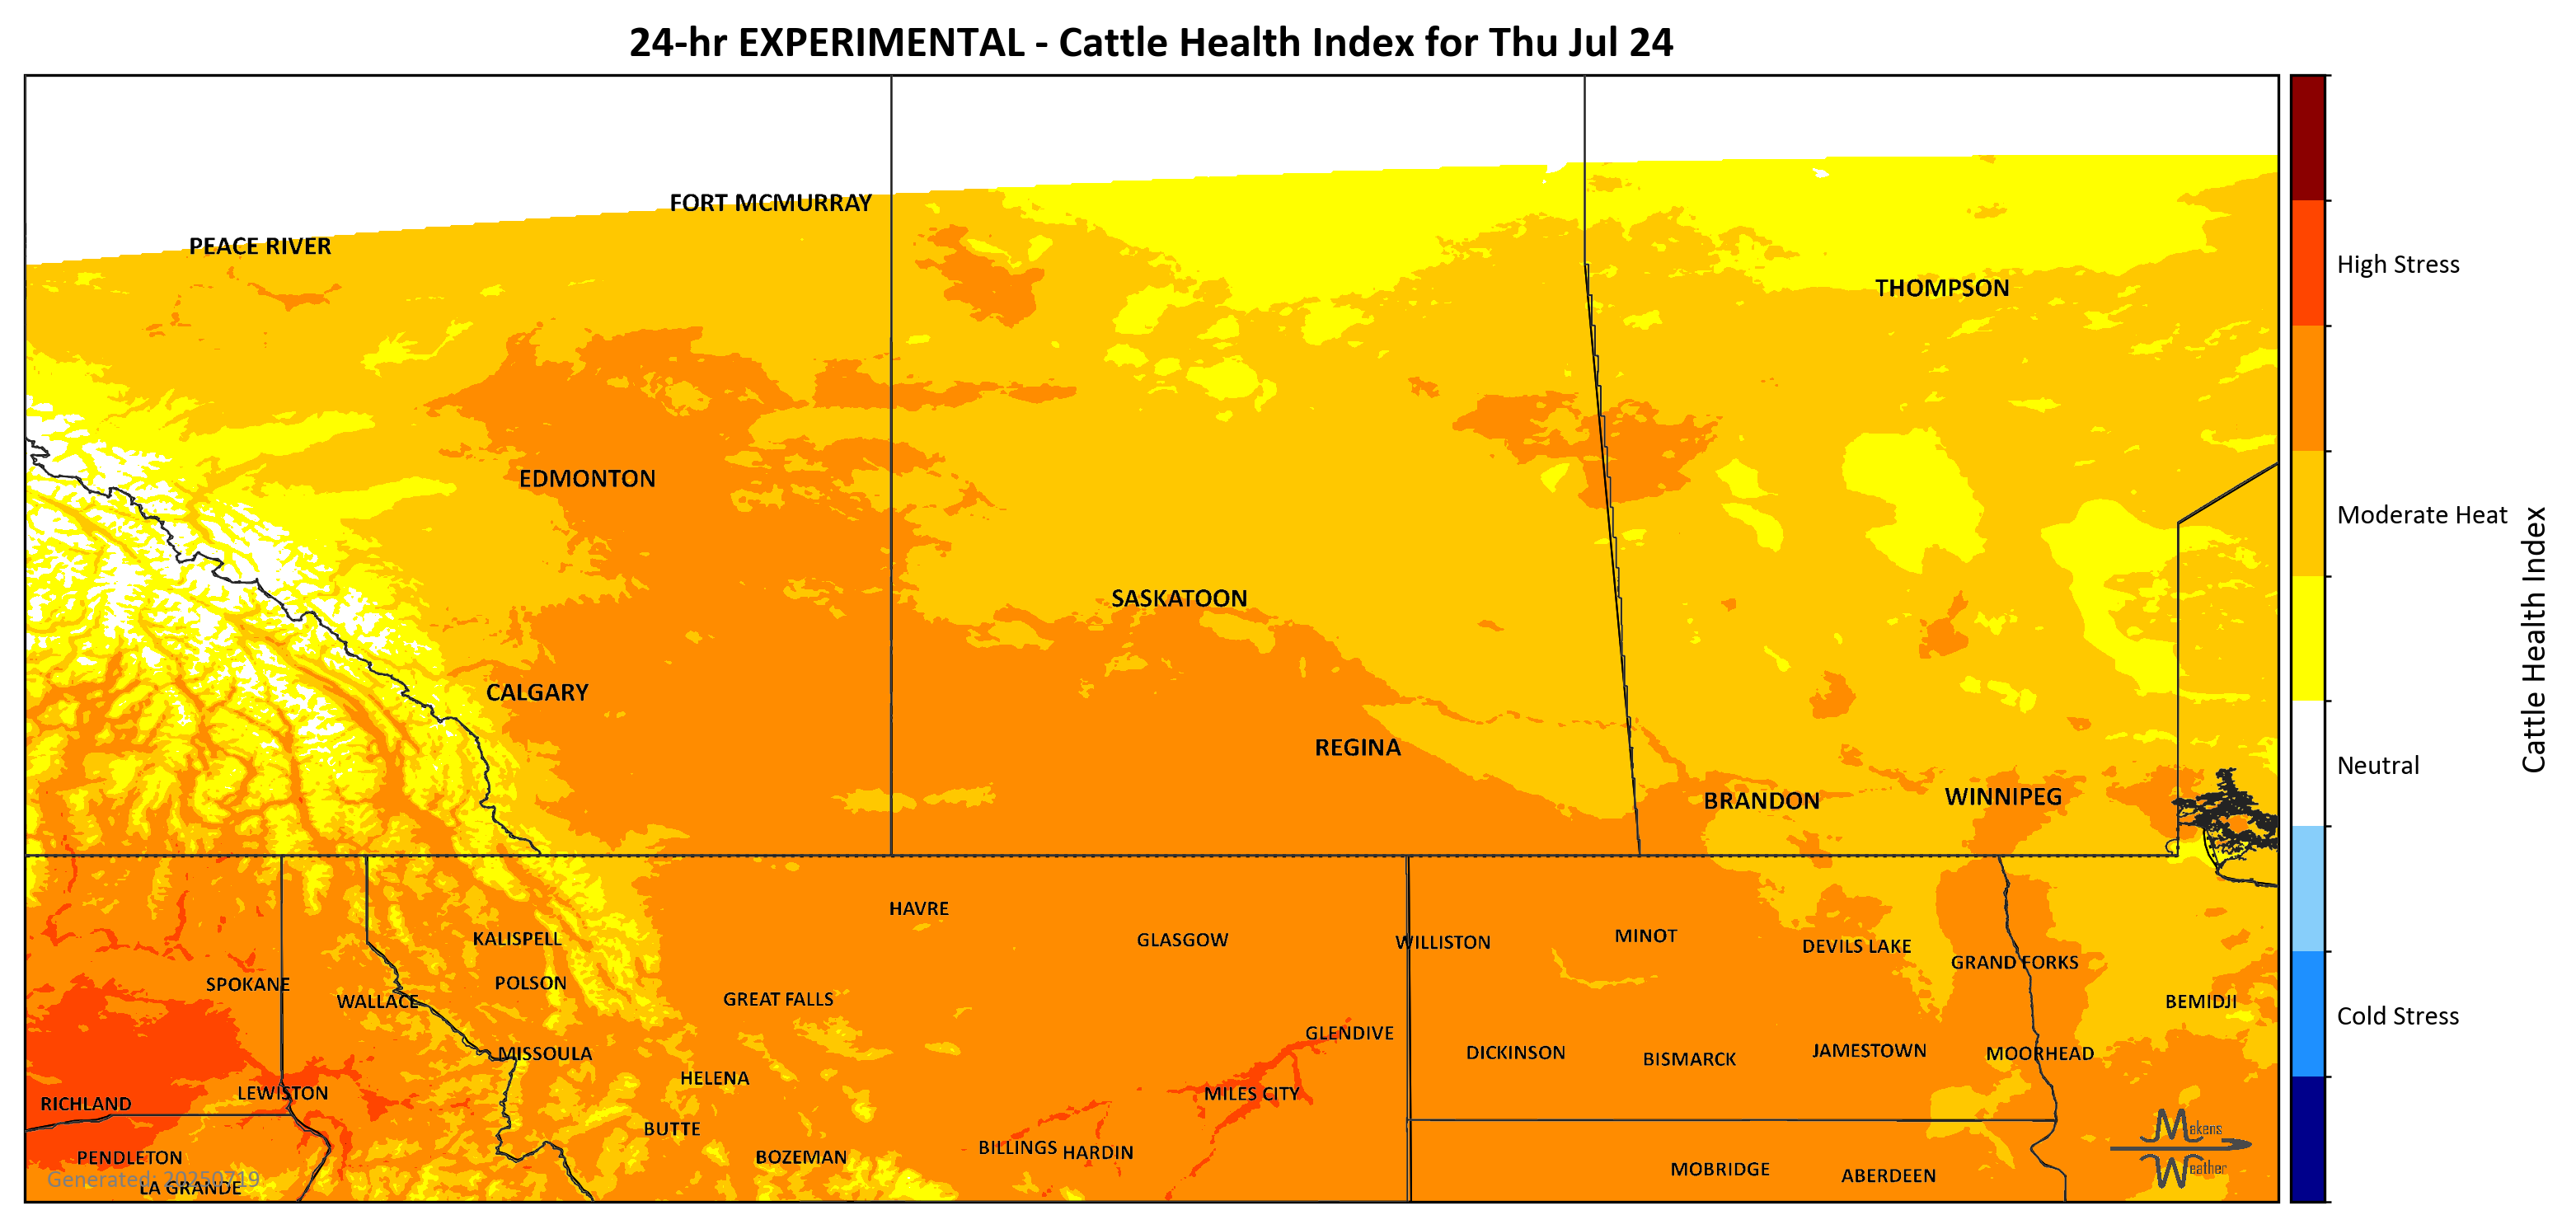 24-hr EXPERIMENTAL - Cattle Health Index for Thu Jul 24
FORT MCMURRAY
PEACE RIVER
THOMPSON
EDMONTON
SASKATOON
CALGARY
REGINA
BRANDON
WINNIPEG
HAVRE
KALISPELL
GLASGOW
WILLISTON
MINOT
DEVILS LAKE
GRAND FORKS
SPOKANE
POLSON
WALLACE
GREAT FALLS
BEMIDJI
GLENDIVE
MISSOULA
DICKINSON
BISMARCK
JAMESTOWN
MOORHEAD
HELENA
LEWISTON
MILES CITY
RICHLAND
BUTTE
BILLINGS
HARDIN
PENDLETON
BOZEMAN
MOBRIDGE
ABERDEEN
LA GRANDE
Generated: 20250719
Makens
Weather
High Stress
Moderate Heat
Neutral
Cold Stress
Cattle Health Index